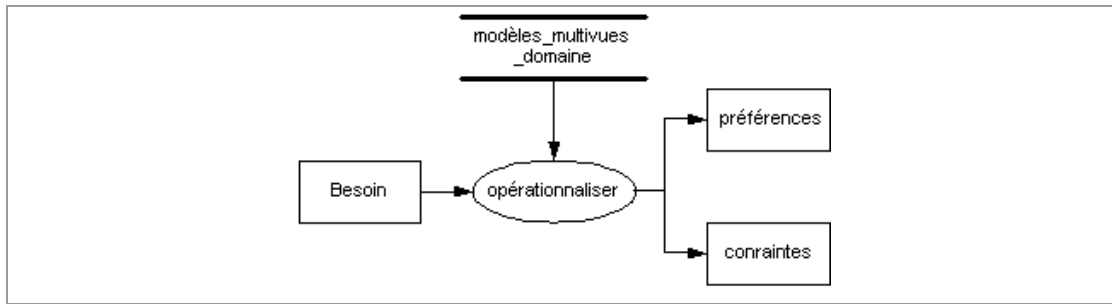 modèles_multivues
_domaine
préférences
Besoin
opérationnaliser
conraintes